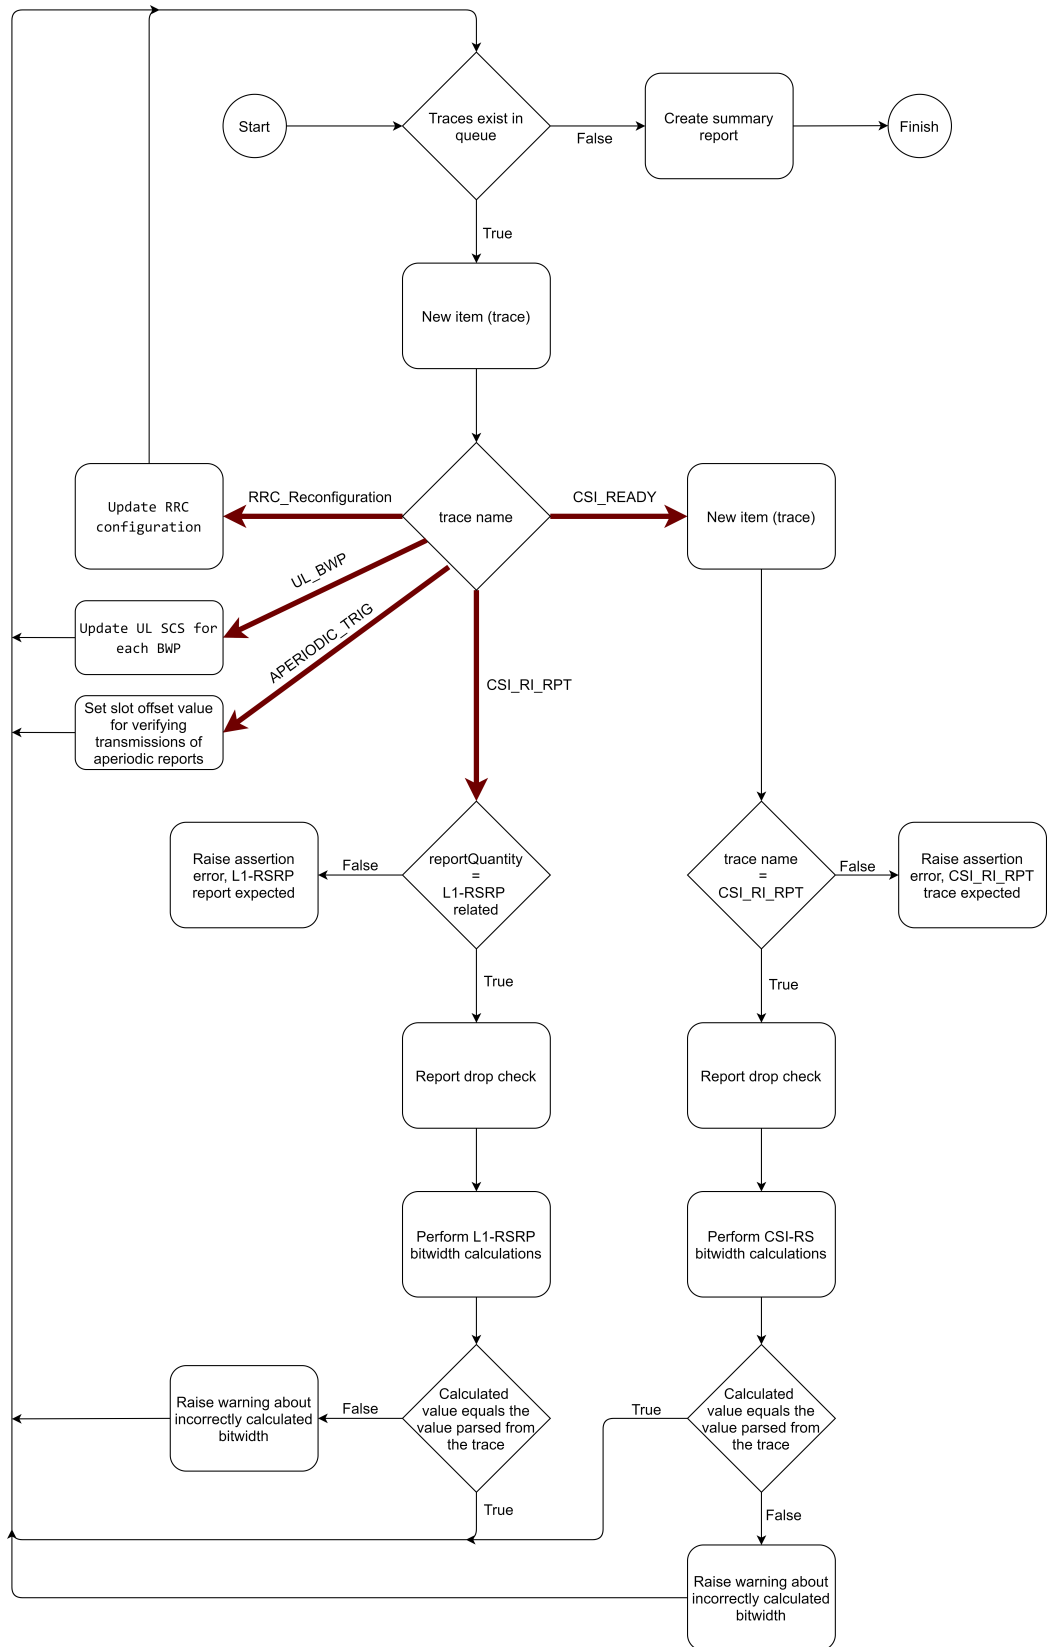 Start
Traces exist in
queue
False
Create summary
report
Finish
True
New item (trace)
RRC_Reconfiguration
trace name
CSI_READY
Update RRC
configuration
New item (trace)
UL_BWP
Update UL SCS for
each BWP
APERIODIC_TRIG
CSI_RI_RPT
Set slot offset value
for verifying
transmissions of
aperiodic reports
Raise assertion
error, L1-RSRP
report expected
False
reportQuantity
=
L1-RSRP
related
trace name
=
CSI_RI_RPT
False
Raise assertion
error, CSI_RI_RPT
trace expected
True
True
Report drop check
Report drop check
Perform L1-RSRP
bitwidth calculations
Perform CSI-RS
bitwidth calculations
Raise warning about
incorrectly calculated
bitwidth
False
Calculated
value equals the
value parsed from
the trace
True
Calculated
value equals the
value parsed from
the trace
True
False
Raise warning about
incorrectly calculated
bitwidth